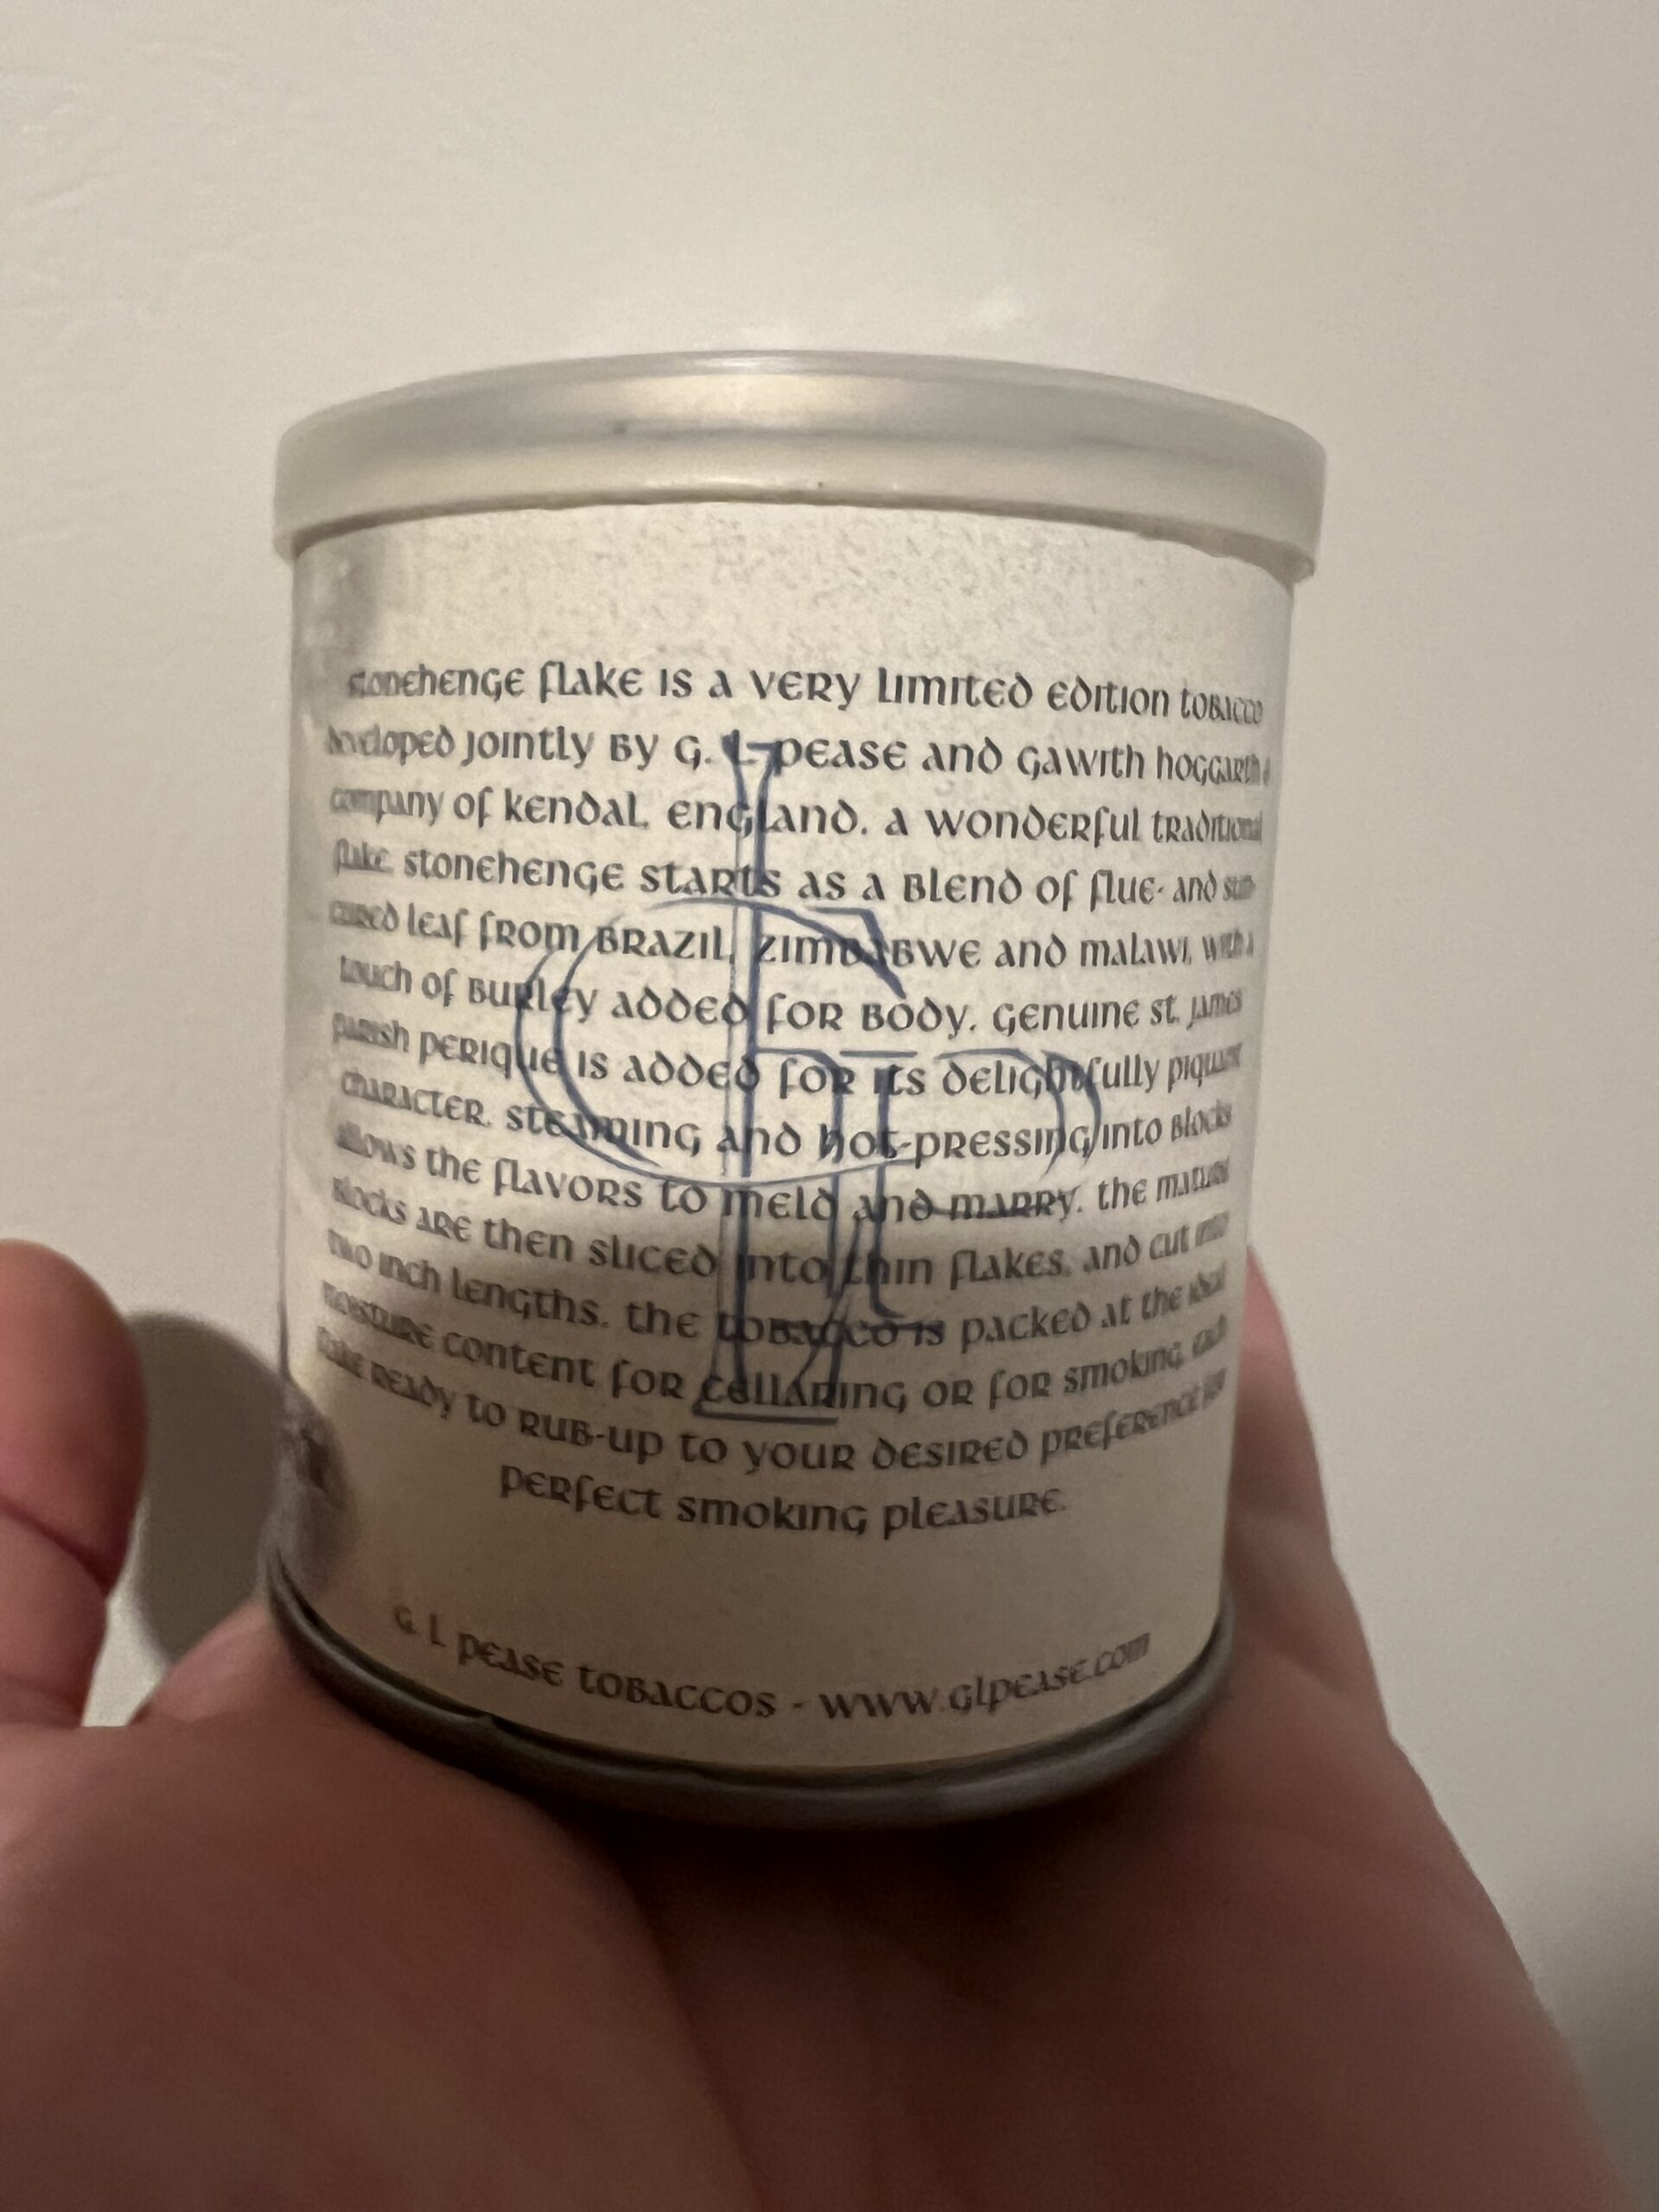 stonehenge flake is a very limited edition tobacco
developed jointly by G. L. pease and Gawith hoggarth &
company of kendal, england. a wonderful traditional
flake, stonehenge starts as a blend of flue- and sun-
cured leaf from brazil, zimbabwe and malawi, with a
touch of burley added for body. Genuine st. james
parish perique is added for its delightfully piquant
character. steaming and hot-pressing into blocks
allows the flavors to meld and marry. the mature
blocks are then sliced into thin flakes, and cut into
two inch lengths. the tobacco is packed at the ideal
moisture content for cellaring or for smoking, each
flake ready to rub-up to your desired preference for
perfect smoking pleasure.
G. L. pease tobaccos - www.glpease.com